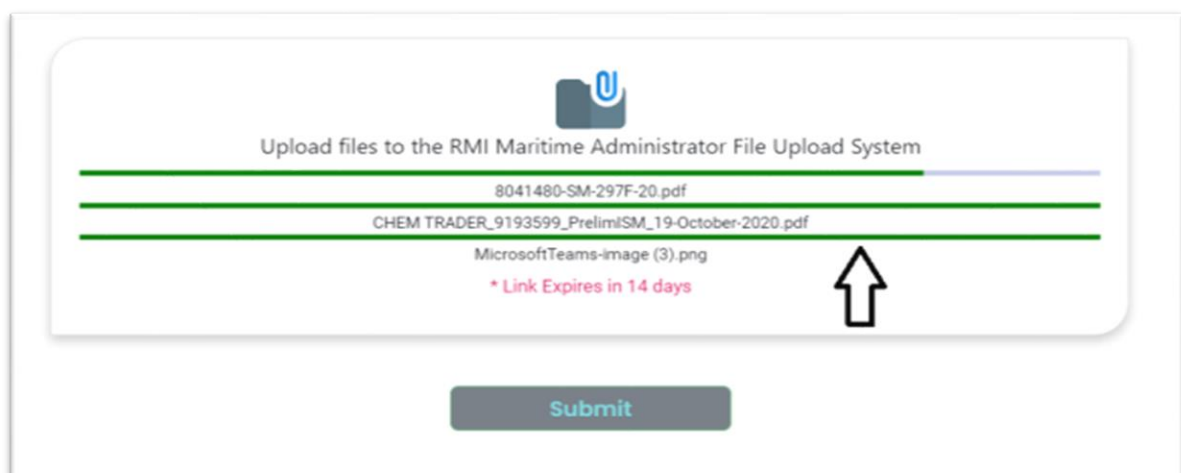 Upload files to the RMI Maritime Administrator File Upload System
8041480-SM-297F-20.pdf
CHEM TRADER_9193599_PrelimISM_19-October-2020.pdf
MicrosoftTeams-image (3).png
* Link Expires in 14 days
Submit